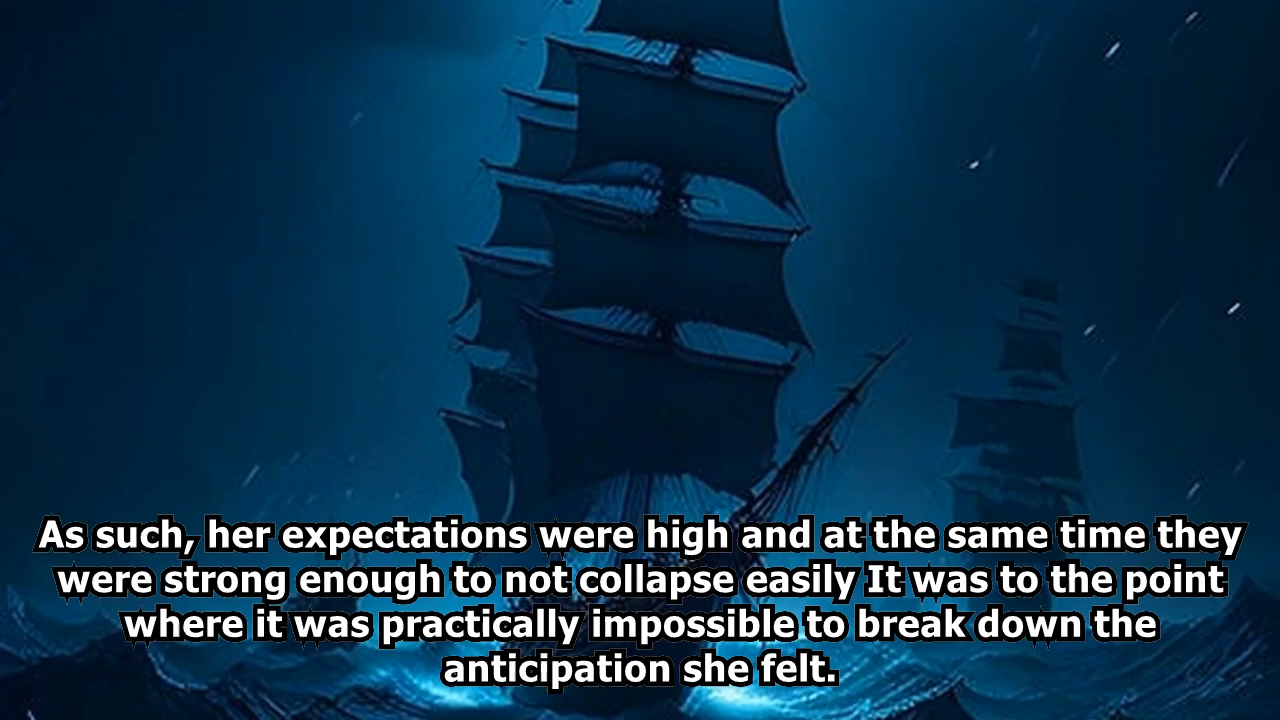 As such, her expectations were high and at the same time they
were strong enough to not collapse easily It was to the point
where it was practically impossible to break down the
anticipation she felt.